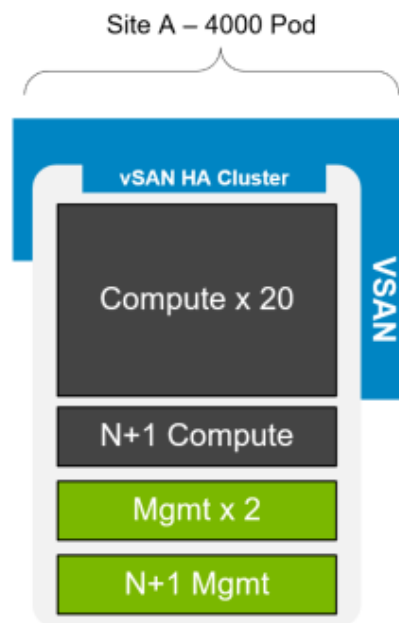 Site A – 4000 Pod
vSAN HA Cluster
Compute x 20
VSAN
N+1 Compute
Mgmt x 2
N+1 Mgmt